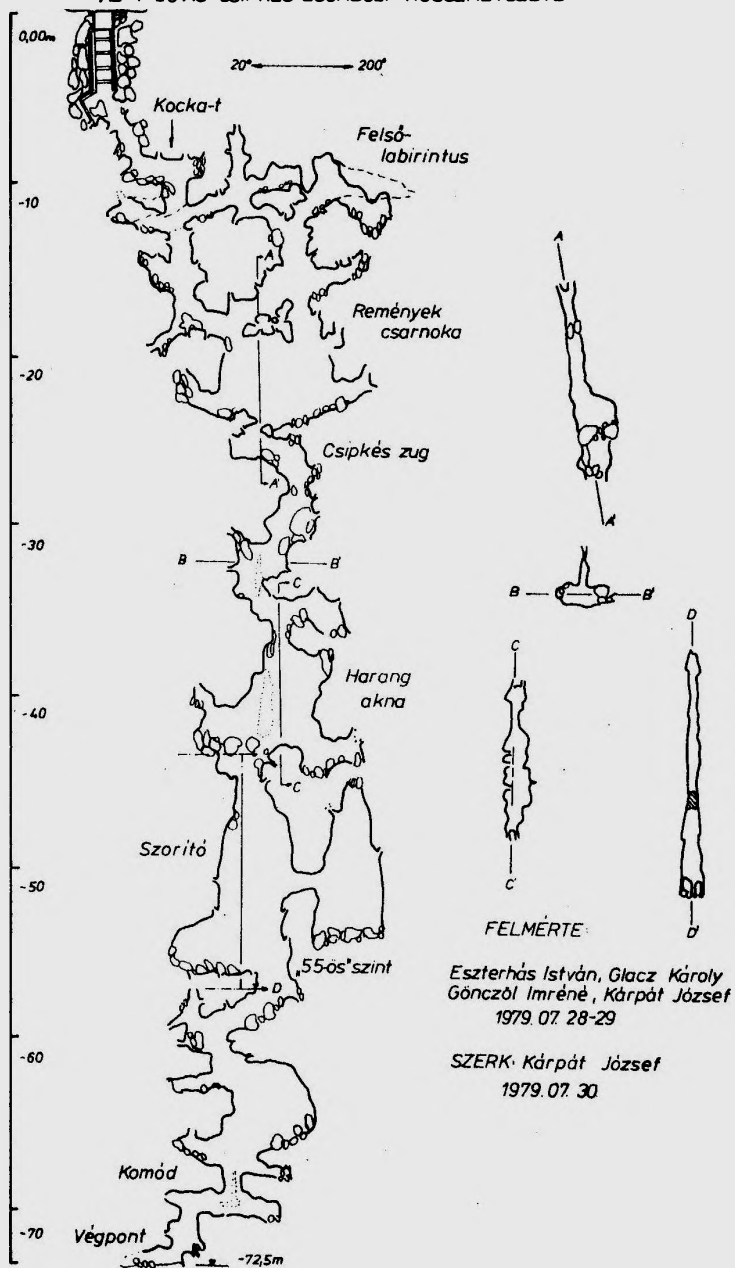 0,00m
20° 200°
Kocka-t
Felső-
labirintus
-10
A
A
Remények
csarnoka
-20
Csipkés zug
A'
A'
-30
B B'
C
B B'
D
C
Harang
akna
-40
C
Szorító
C'
-50
D'
FELMÉRTE:
„55-ös" szint
D
Eszterhás István, Glacz Károly
Gönczöl Imréné, Kárpát József
1979. 07. 28-29
-60
SZERK: Kárpát József
1979. 07. 30
Komód
-70
Végpont
-72,5m